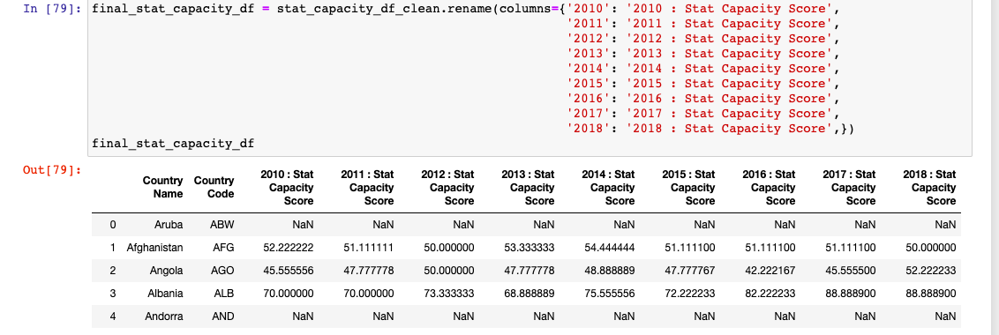 In [79]: final_stat_capacity_df = stat_capacity_df_clean.rename(columns={'2010': '2010 : Stat Capacity Score',
'2011': '2011 : Stat Capacity Score',
'2012': '2012 : Stat Capacity Score',
'2013': '2013 : Stat Capacity Score',
'2014': '2014 : Stat Capacity Score',
'2015': '2015 : Stat Capacity Score',
'2016': '2016 : Stat Capacity Score',
'2017': '2017 : Stat Capacity Score',
'2018': '2018 : Stat Capacity Score',})
final_stat_capacity_df
Out[79]:
Country Name Country Code 2010 : Stat Capacity Score 2011 : Stat Capacity Score 2012 : Stat Capacity Score 2013 : Stat Capacity Score 2014 : Stat Capacity Score 2015 : Stat Capacity Score 2016 : Stat Capacity Score 2017 : Stat Capacity Score 2018 : Stat Capacity Score
0 Aruba ABW NaN NaN NaN NaN NaN NaN NaN NaN NaN
1 Afghanistan AFG 52.222222 51.111111 50.000000 53.333333 54.444444 51.111100 51.111100 51.111100 50.000000
2 Angola AGO 45.555556 47.777778 50.000000 47.777778 48.888889 47.777767 42.222167 45.555500 52.222233
3 Albania ALB 70.000000 70.000000 73.333333 68.888889 75.555556 72.222233 82.222233 88.888900 88.888900
4 Andorra AND NaN NaN NaN NaN NaN NaN NaN NaN NaN